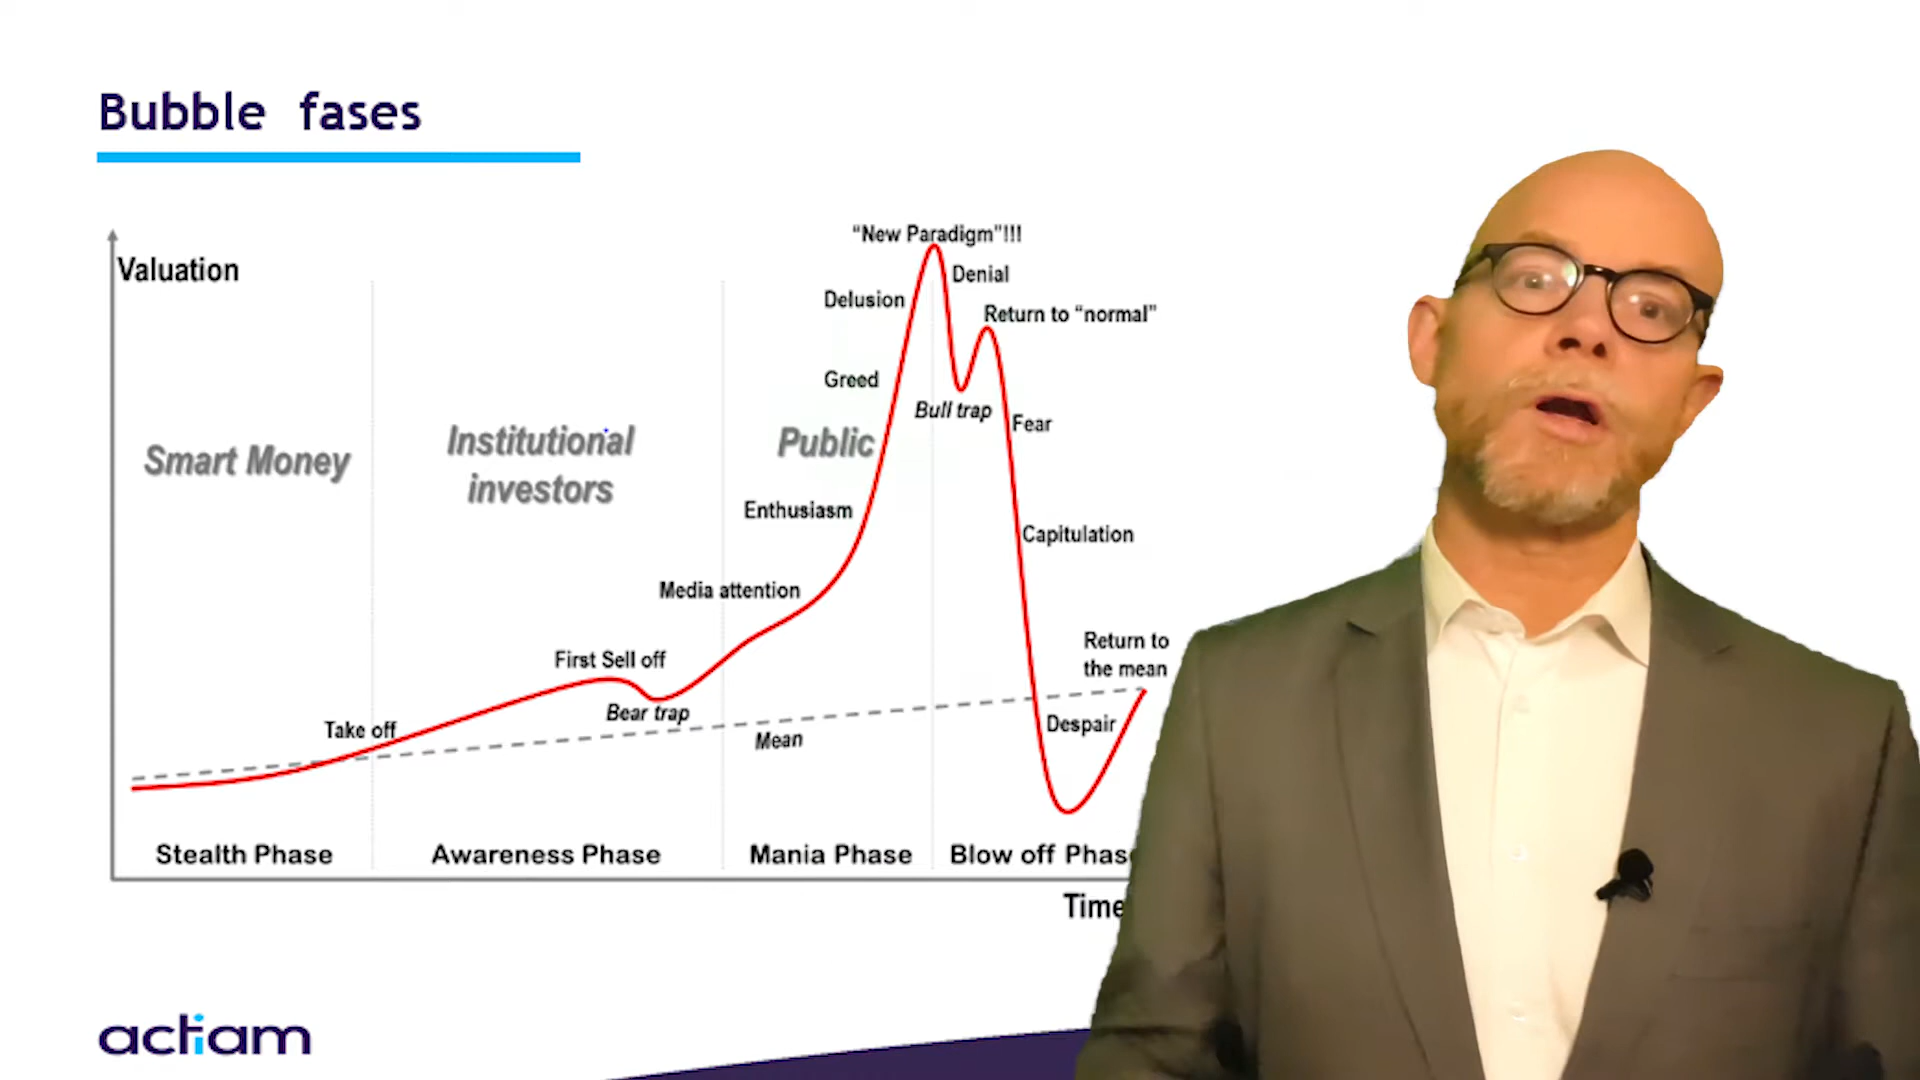 Bubble fases
Valuation
"New Paradigm"!!!
Denial
Delusion
Return to "normal"
Greed
Bull trap
Fear
Smart Money
Institutional
investors
Public
Enthusiasm
Capitulation
Media attention
First Sell off
Return to
the mean
Bear trap
Take off
Despair
Mean
Stealth Phase
Awareness Phase
Mania Phase
Blow off Phas
Time
actiam